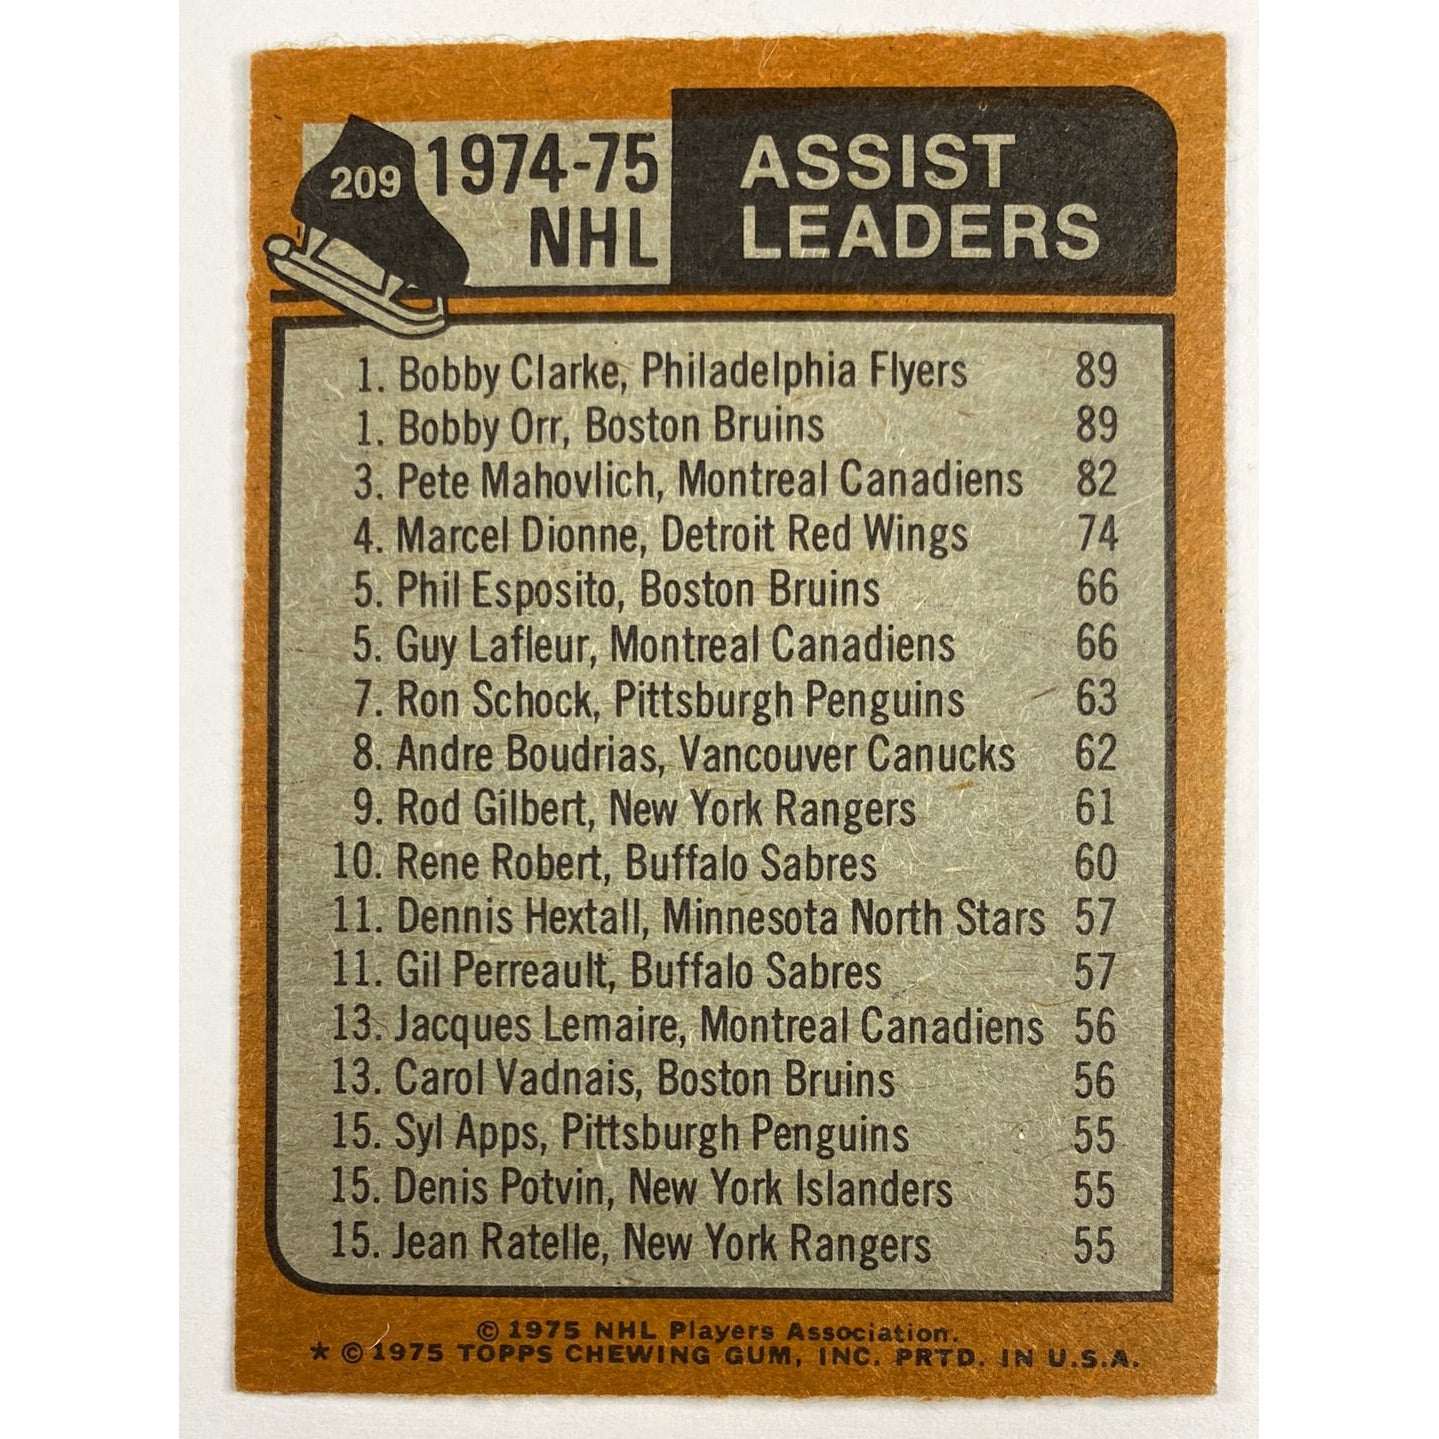 209
1974-75
NHL
ASSIST
LEADERS
1. Bobby Clarke, Philadelphia Flyers 89
1. Bobby Orr, Boston Bruins 89
3. Pete Mahovlich, Montreal Canadiens 82
4. Marcel Dionne, Detroit Red Wings 74
5. Phil Esposito, Boston Bruins 66
5. Guy Lafleur, Montreal Canadiens 66
7. Ron Schock, Pittsburgh Penguins 63
8. Andre Boudrias, Vancouver Canucks 62
9. Rod Gilbert, New York Rangers 61
10. Rene Robert, Buffalo Sabres 60
11. Dennis Hextall, Minnesota North Stars 57
11. Gil Perreault, Buffalo Sabres 57
13. Jacques Lemaire, Montreal Canadiens 56
13. Carol Vadnais, Boston Bruins 56
15. Syl Apps, Pittsburgh Penguins 55
15. Denis Potvin, New York Islanders 55
15. Jean Ratelle, New York Rangers 55
© 1975 NHL Players Association.
* © 1975 TOPPS CHEWING GUM, INC. PRTD. IN U.S.A.